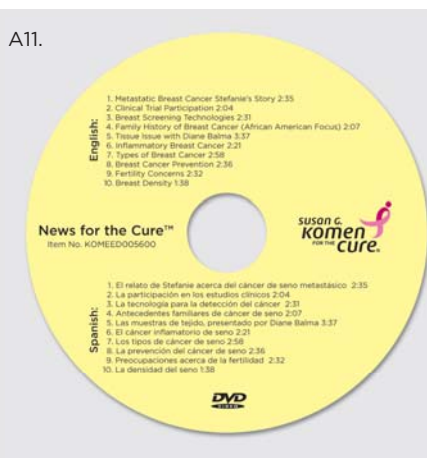 A11.
English:
1. Metastatic Breast Cancer Stefanie's Story 2:35
2. Clinical Trial Participation 2:04
3. Breast Screening Technologies 2:31
4. Family History of Breast Cancer (African American Focus) 2:07
5. Tissue Issue with Diane Balma 3:37
6. Inflammatory Breast Cancer 2:21
7. Types of Breast Cancer 2:58
8. Breast Cancer Prevention 2:36
9. Fertility Concerns 2:32
10. Breast Density 1:38
News for the Cure™
Item No. KOMEED005600
susan g.
komen
FOR THE
cure®
Spanish:
1. El relato de Stefanie acerca del cáncer de seno metastásico 2:35
2. La participación en los estudios clínicos 2:04
3. La tecnología para la detección del cáncer 2:31
4. Antecedentes familiares de cáncer de seno 2:07
5. Las muestras de tejido, presentado por Diane Balma 3:37
6. El cáncer inflamatorio de seno 2:21
7. Los tipos de cáncer de seno 2:58
8. La prevención del cáncer de seno 2:36
9. Preocupaciones acerca de la fertilidad 2:32
10. La densidad del seno 1:38
DVD
VIDEO